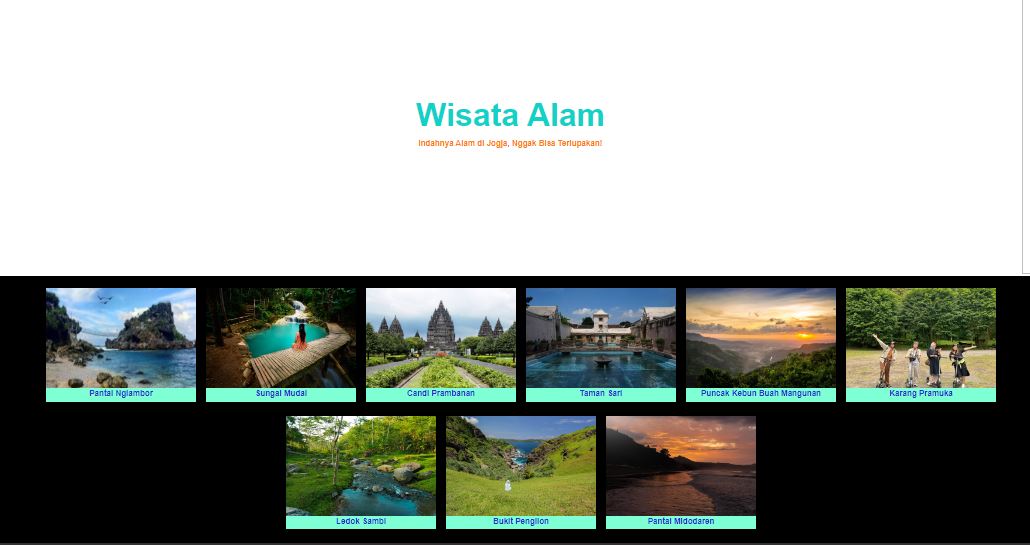 Wisata Alam
Indahnya Alam di Jogja, Nggak Bisa Terlupakan!
Pantai Nglambor
Sungai Mudal
Candi Prambanan
Taman Sari
Puncak Kebun Buah Mangunan
Karang Pramuka
Ledok Sambi
Bukit Pengilon
Pantai Midodaren